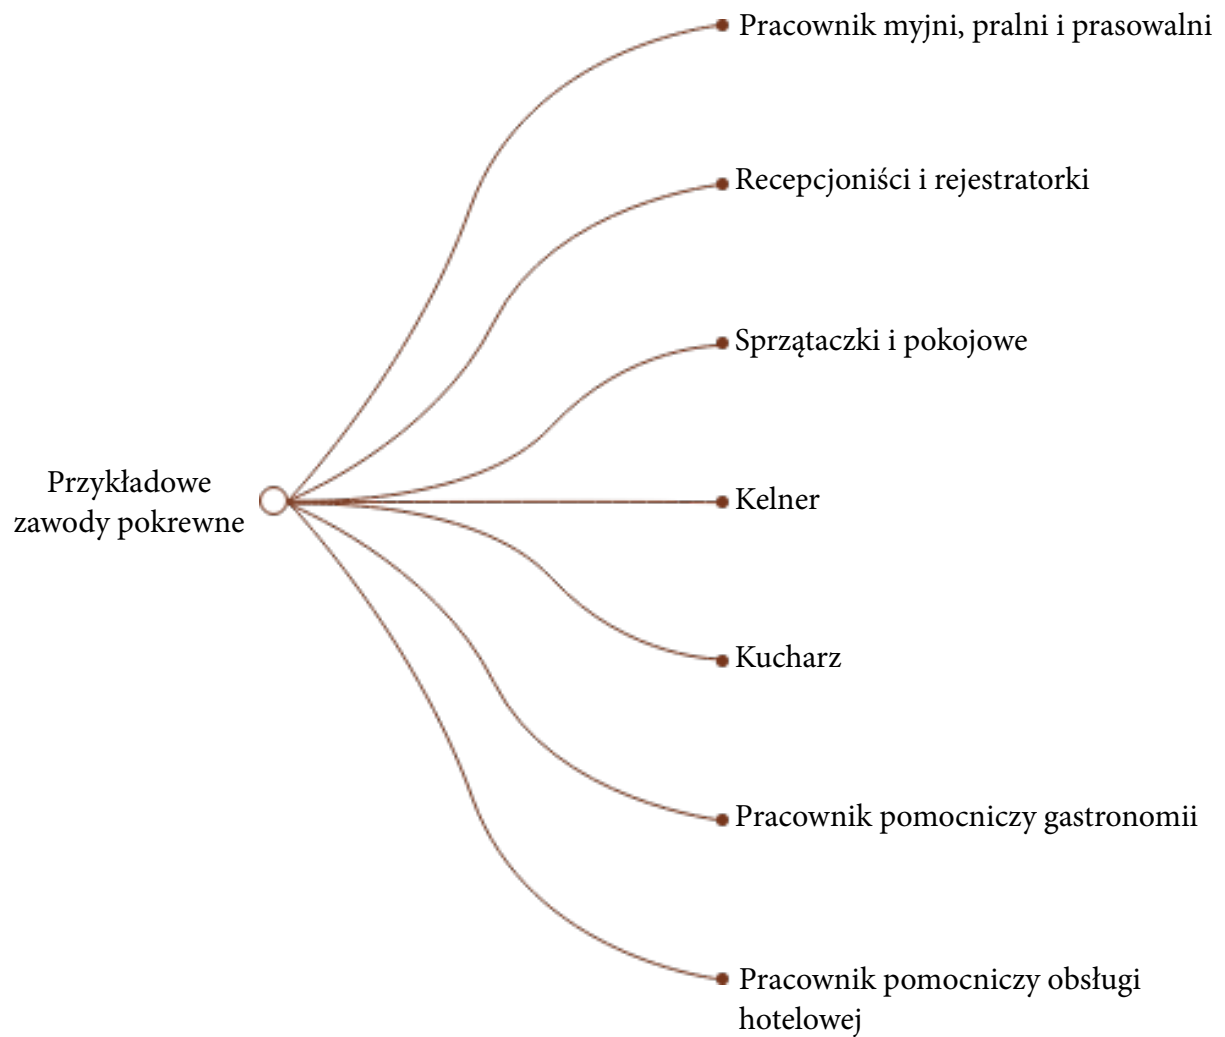 Pracownik myjni, pralni i prasowalni
Recepcjoniści i rejestratorki
Sprzątaczki i pokojowe
Przykładowe
zawody pokrewne
Kelner
Kucharz
Pracownik pomocniczy gastronomii
Pracownik pomocniczy obsługi
hotelowej